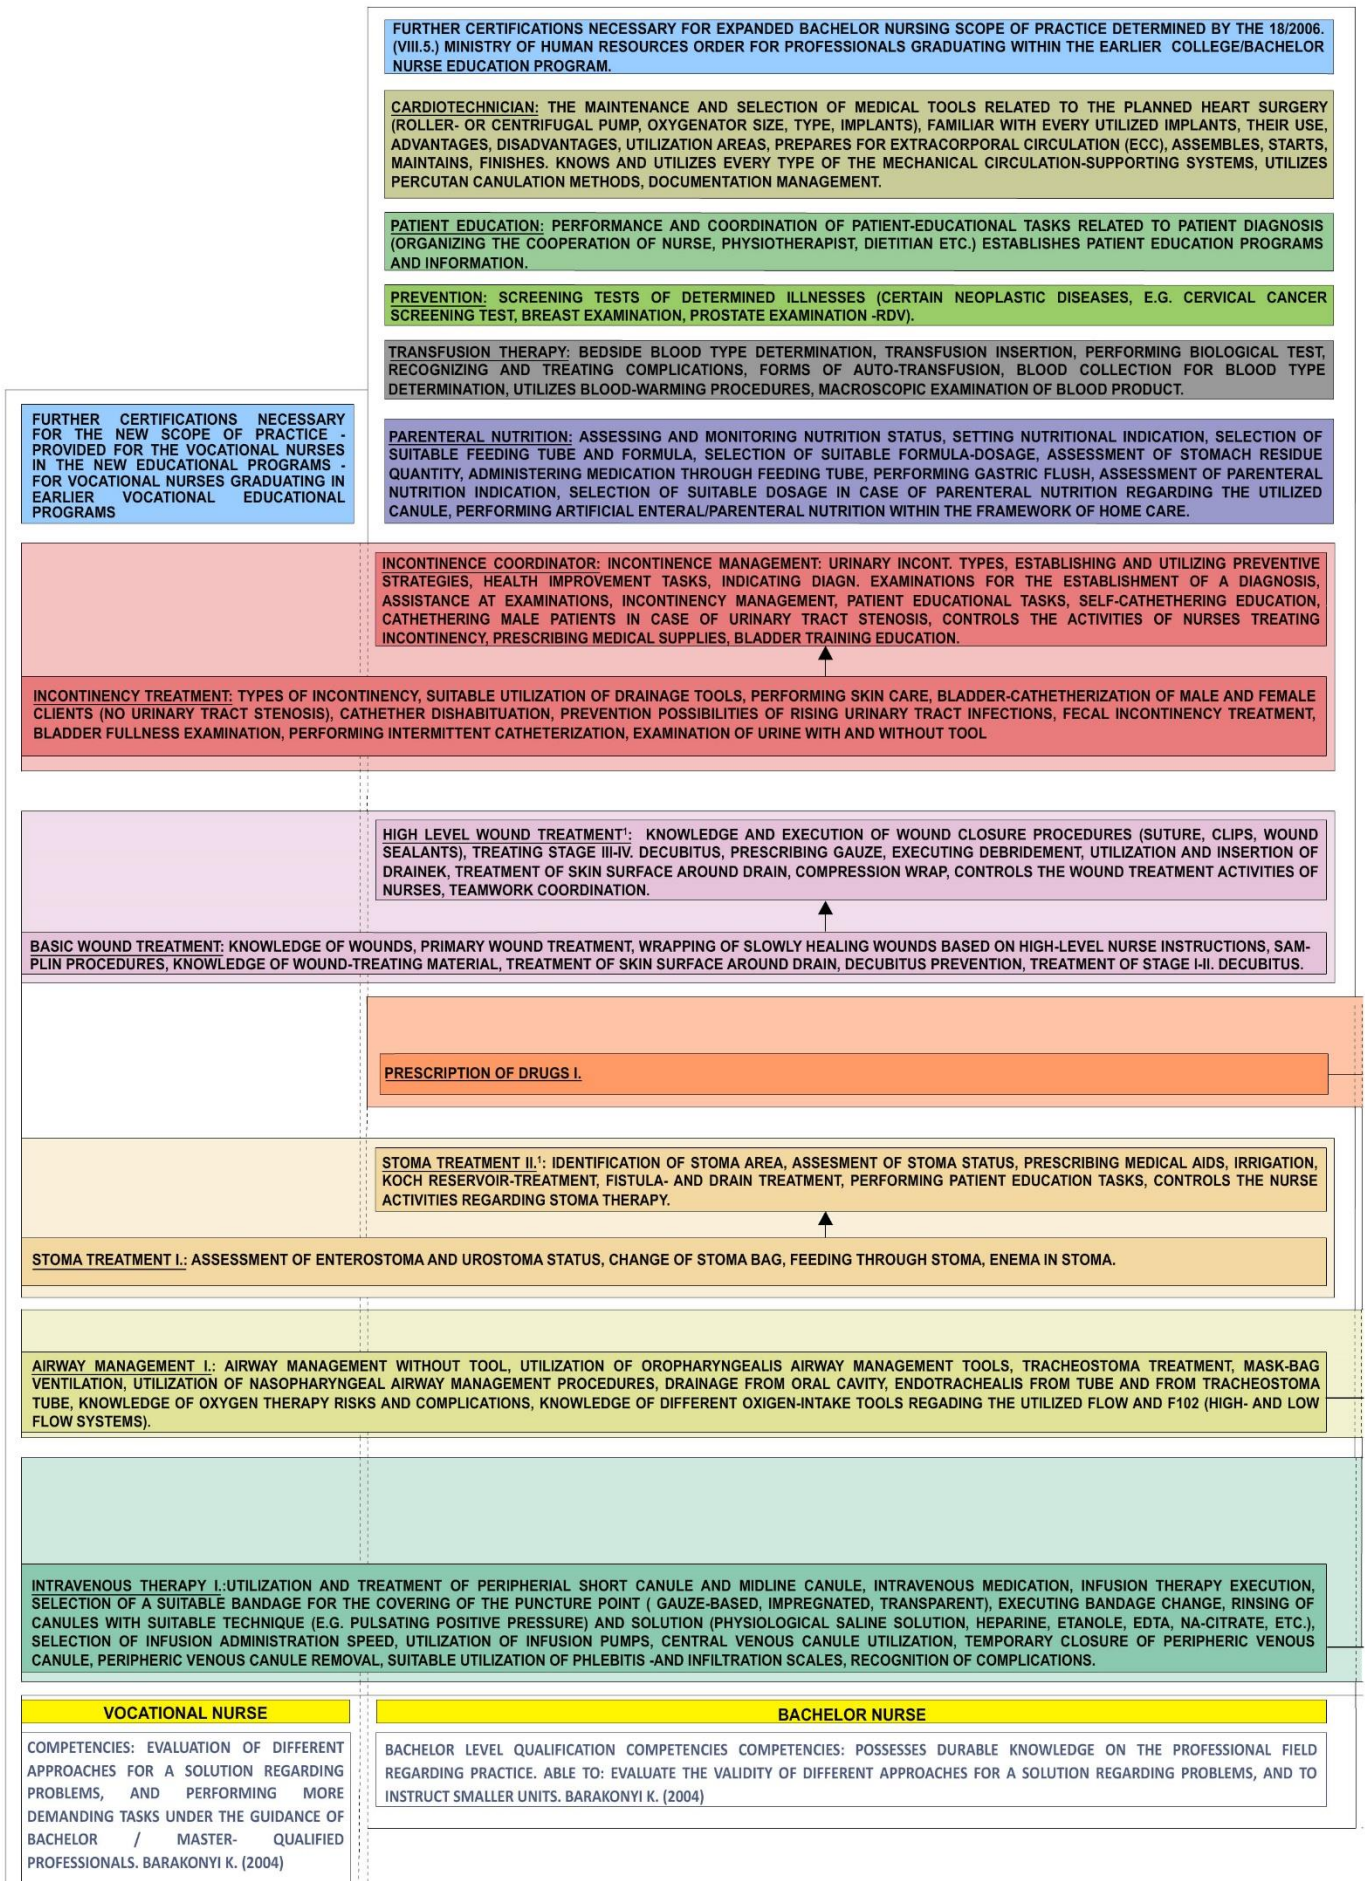 FURTHER CERTIFICATIONS NECESSARY FOR EXPANDED BACHELOR NURSING SCOPE OF PRACTICE DETERMINED BY THE 18/2006.
(VIII.5.) MINISTRY OF HUMAN RESOURCES ORDER FOR PROFESSIONALS GRADUATING WITHIN THE EARLIER COLLEGE/BACHELOR
NURSE EDUCATION PROGRAM.
CARDIOTECHNICIAN: THE MAINTENANCE AND SELECTION OF MEDICAL TOOLS RELATED TO THE PLANNED HEART SURGERY
(ROLLER- OR CENTRIFUGAL PUMP, OXYGENATOR SIZE, TYPE, IMPLANTS), FAMILIAR WITH EVERY UTILIZED IMPLANTS, THEIR USE,
ADVANTAGES, DISADVANTAGES, UTILIZATION AREAS, PREPARES FOR EXTRACORPORAL CIRCULATION (ECC), ASSEMBLES, STARTS,
MAINTAINS, FINISHES. KNOWS AND UTILIZES EVERY TYPE OF THE MECHANICAL CIRCULATION-SUPPORTING SYSTEMS, UTILIZES
PERCUTAN CANULATION METHODS, DOCUMENTATION MANAGEMENT.
PATIENT EDUCATION: PERFORMANCE AND COORDINATION OF PATIENT-EDUCATIONAL TASKS RELATED TO PATIENT DIAGNOSIS
(ORGANIZING THE COOPERATION OF NURSE, PHYSIOTHERAPIST, DIETITIAN ETC.) ESTABLISHES PATIENT EDUCATION PROGRAMS
AND INFORMATION.
PREVENTION: SCREENING TESTS OF DETERMINED ILLNESSES (CERTAIN NEOPLASTIC DISEASES, E.G. CERVICAL CANCER
SCREENING TEST, BREAST EXAMINATION, PROSTATE EXAMINATION -RDV).
TRANSFUSION THERAPY: BEDSIDE BLOOD TYPE DETERMINATION, TRANSFUSION INSERTION, PERFORMING BIOLOGICAL TEST,
RECOGNIZING AND TREATING COMPLICATIONS, FORMS OF AUTO-TRANSFUSION, BLOOD COLLECTION FOR BLOOD TYPE
DETERMINATION, UTILIZES BLOOD-WARMING PROCEDURES, MACROSCOPIC EXAMINATION OF BLOOD PRODUCT.
FURTHER CERTIFICATIONS NECESSARY
FOR THE NEW SCOPE OF PRACTICE -
PROVIDED FOR THE VOCATIONAL NURSES
IN THE NEW EDUCATIONAL PROGRAMS -
FOR VOCATIONAL NURSES GRADUATING IN
EARLIER VOCATIONAL EDUCATIONAL
PROGRAMS
PARENTERAL NUTRITION: ASSESSING AND MONITORING NUTRITION STATUS, SETTING NUTRITIONAL INDICATION, SELECTION OF
SUITABLE FEEDING TUBE AND FORMULA, SELECTION OF SUITABLE FORMULA-DOSAGE, ASSESSMENT OF STOMACH RESIDUE
QUANTITY, ADMINISTERING MEDICATION THROUGH FEEDING TUBE, PERFORMING GASTRIC FLUSH, ASSESSMENT OF PARENTERAL
NUTRITION INDICATION, SELECTION OF SUITABLE DOSAGE IN CASE OF PARENTERAL NUTRITION REGARDING THE UTILIZED
CANULE, PERFORMING ARTIFICIAL ENTERAL/PARENTERAL NUTRITION WITHIN THE FRAMEWORK OF HOME CARE.
INCONTINENCE COORDINATOR: INCONTINENCE MANAGEMENT: URINARY INCONT. TYPES, ESTABLISHING AND UTILIZING PREVENTIVE
STRATEGIES, HEALTH IMPROVEMENT TASKS, INDICATING DIAGN. EXAMINATIONS FOR THE ESTABLISHMENT OF A DIAGNOSIS,
ASSISTANCE AT EXAMINATIONS, INCONTINENCY MANAGEMENT, PATIENT EDUCATIONAL TASKS, SELF-CATHETHERING EDUCATION,
CATHETHERING MALE PATIENTS IN CASE OF URINARY TRACT STENOSIS, CONTROLS THE ACTIVITIES OF NURSES TREATING
INCONTINENCY, PRESCRIBING MEDICAL SUPPLIES, BLADDER TRAINING EDUCATION.
INCONTINENCY TREATMENT: TYPES OF INCONTINENCY, SUITABLE UTILIZATION OF DRAINAGE TOOLS, PERFORMING SKIN CARE, BLADDER-CATHETHERIZATION OF MALE AND FEMALE
CLIENTS (NO URINARY TRACT STENOSIS), CATHETHER DISHABITUATION, PREVENTION POSSIBILITIES OF RISING URINARY TRACT INFECTIONS, FECAL INCONTINENCY TREATMENT,
BLADDER FULLNESS EXAMINATION, PERFORMING INTERMITTENT CATHETERIZATION, EXAMINATION OF URINE WITH AND WITHOUT TOOL
HIGH LEVEL WOUND TREATMENT¹: KNOWLEDGE AND EXECUTION OF WOUND CLOSURE PROCEDURES (SUTURE, CLIPS, WOUND
SEALANTS), TREATING STAGE III-IV. DECUBITUS, PRESCRIBING GAUZE, EXECUTING DEBRIDEMENT, UTILIZATION AND INSERTION OF
DRAINEK, TREATMENT OF SKIN SURFACE AROUND DRAIN, COMPRESSION WRAP, CONTROLS THE WOUND TREATMENT ACTIVITIES OF
NURSES, TEAMWORK COORDINATION.
BASIC WOUND TREATMENT: KNOWLEDGE OF WOUNDS, PRIMARY WOUND TREATMENT, WRAPPING OF SLOWLY HEALING WOUNDS BASED ON HIGH-LEVEL NURSE INSTRUCTIONS, SAM-
PLIN PROCEDURES, KNOWLEDGE OF WOUND-TREATING MATERIAL, TREATMENT OF SKIN SURFACE AROUND DRAIN, DECUBITUS PREVENTION, TREATMENT OF STAGE I-II. DECUBITUS.
PRESCRIPTION OF DRUGS I.
STOMA TREATMENT II.¹: IDENTIFICATION OF STOMA AREA, ASSESMENT OF STOMA STATUS, PRESCRIBING MEDICAL AIDS, IRRIGATION,
KOCH RESERVOIR-TREATMENT, FISTULA- AND DRAIN TREATMENT, PERFORMING PATIENT EDUCATION TASKS, CONTROLS THE NURSE
ACTIVITIES REGARDING STOMA THERAPY.
STOMA TREATMENT I.: ASSESSMENT OF ENTEROSTOMA AND UROSTOMA STATUS, CHANGE OF STOMA BAG, FEEDING THROUGH STOMA, ENEMA IN STOMA.
AIRWAY MANAGEMENT I.: AIRWAY MANAGEMENT WITHOUT TOOL, UTILIZATION OF OROPHARYNGEALIS AIRWAY MANAGEMENT TOOLS, TRACHEOSTOMA TREATMENT, MASK-BAG
VENTILATION, UTILIZATION OF NASOPHARYNGEAL AIRWAY MANAGEMENT PROCEDURES, DRAINAGE FROM ORAL CAVITY, ENDOTRACHEALIS FROM TUBE AND FROM TRACHEOSTOMA
TUBE, KNOWLEDGE OF OXYGEN THERAPY RISKS AND COMPLICATIONS, KNOWLEDGE OF DIFFERENT OXIGEN-INTAKE TOOLS REGADING THE UTILIZED FLOW AND F102 (HIGH- AND LOW
FLOW SYSTEMS).
INTRAVENOUS THERAPY I.:UTILIZATION AND TREATMENT OF PERIPHERIAL SHORT CANULE AND MIDLINE CANULE, INTRAVENOUS MEDICATION, INFUSION THERAPY EXECUTION,
SELECTION OF A SUITABLE BANDAGE FOR THE COVERING OF THE PUNCTURE POINT ( GAUZE-BASED, IMPREGNATED, TRANSPARENT), EXECUTING BANDAGE CHANGE, RINSING OF
CANULES WITH SUITABLE TECHNIQUE (E.G. PULSATING POSITIVE PRESSURE) AND SOLUTION (PHYSIOLOGICAL SALINE SOLUTION, HEPARINE, ETANOLE, EDTA, NA-CITRATE, ETC.),
SELECTION OF INFUSION ADMINISTRATION SPEED, UTILIZATION OF INFUSION PUMPS, CENTRAL VENOUS CANULE UTILIZATION, TEMPORARY CLOSURE OF PERIPHERIC VENOUS
CANULE, PERIPHERIC VENOUS CANULE REMOVAL, SUITABLE UTILIZATION OF PHLEBITIS -AND INFILTRATION SCALES, RECOGNITION OF COMPLICATIONS.
VOCATIONAL NURSE
COMPETENCIES: EVALUATION OF DIFFERENT
APPROACHES FOR A SOLUTION REGARDING
PROBLEMS, AND PERFORMING MORE
DEMANDING TASKS UNDER THE GUIDANCE OF
BACHELOR / MASTER- QUALIFIED
PROFESSIONALS. BARAKONYI K. (2004)
BACHELOR NURSE
BACHELOR LEVEL QUALIFICATION COMPETENCIES COMPETENCIES: POSSESSES DURABLE KNOWLEDGE ON THE PROFESSIONAL FIELD
REGARDING PRACTICE. ABLE TO: EVALUATE THE VALIDITY OF DIFFERENT APPROACHES FOR A SOLUTION REGARDING PROBLEMS, AND TO
INSTRUCT SMALLER UNITS. BARAKONYI K. (2004)